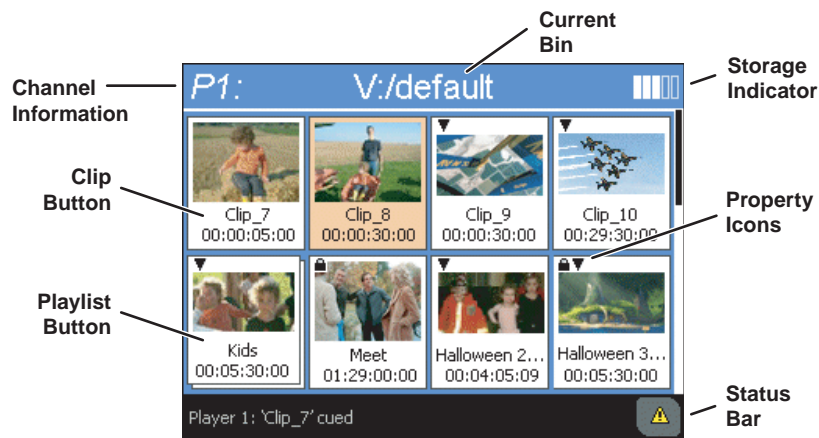 Current
Bin
Channel
Information
P1:
V:/default
Storage
Indicator
Clip
Button
Clip_7
00:00:05:00
Clip_8
00:00:30:00
Clip_9
00:00:30:00
Clip_10
00:29:30:00
Property
Icons
Playlist
Button
Kids
00:05:30:00
Meet
01:29:00:00
Halloween 2...
00:04:05:09
Halloween 3...
00:05:30:00
Player 1: 'Clip_7' cued
Status
Bar